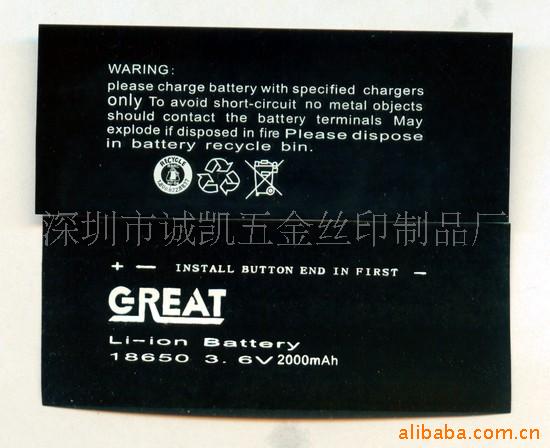 WARING:
please charge battery with specified chargers
only To avoid short-circuit no metal objects
should contact the battery terminals May
explode if disposed in fire Please dispose
in battery recycle bin.
RECYCLE
深圳市诚凯五金丝印制品厂
+ — INSTALL BUTTON END IN FIRST —
GREAT
Li-ion Battery
18650 3. 6V 2000mAh
alibaba.com.cn